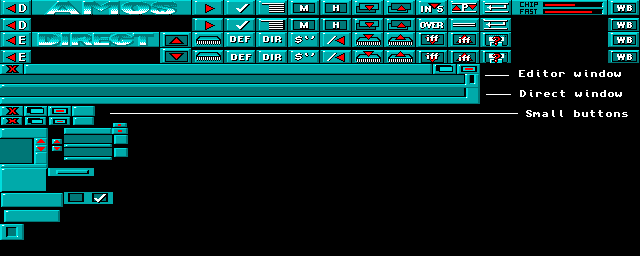 D AMOS M H IN S P CHIP FAST WB
D M H OVER WB
E DIRECT DEF DIR $ iff iff WB
E DEF DIR $ iff iff WB
X Editor window
Direct window
X Small buttons
X